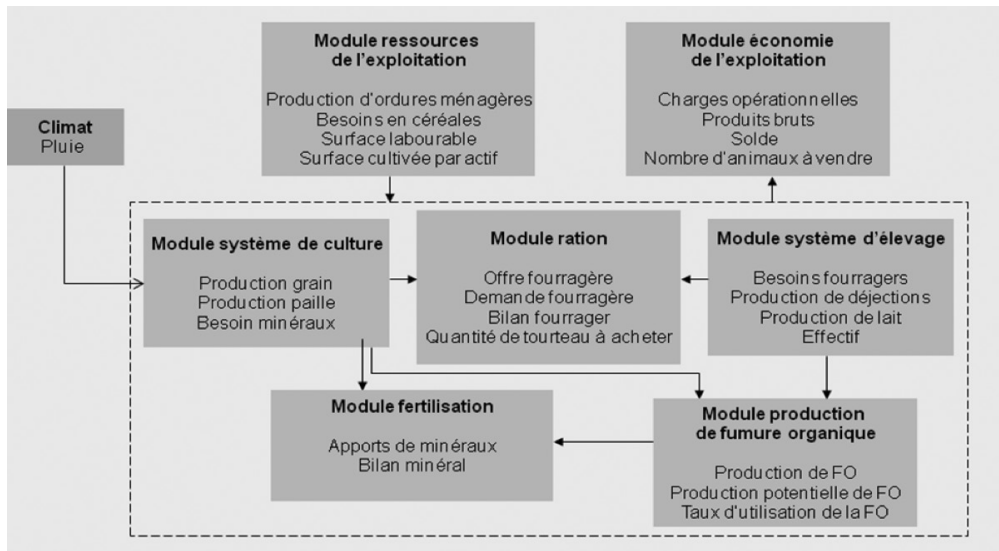 Module ressources
de l'exploitation
Production d'ordures ménagères
Besoins en céréales
Surface labourable
Surface cultivée par actif
Module économie
de l'exploitation
Charges opérationnelles
Produits bruts
Solde
Nombre d'animaux à vendre
Climat
Pluie
Module système de culture
Production grain
Production paille
Besoin minéraux
Module ration
Offre fourragère
Demande fourragère
Bilan fourrager
Quantité de tourteau à acheter
Module système d'élevage
Besoins fourragers
Production de déjections
Production de lait
Effectif
Module fertilisation
Apports de minéraux
Bilan minéral
Module production
de fumure organique
Production de FO
Production potentielle de FO
Taux d'utilisation de la FO